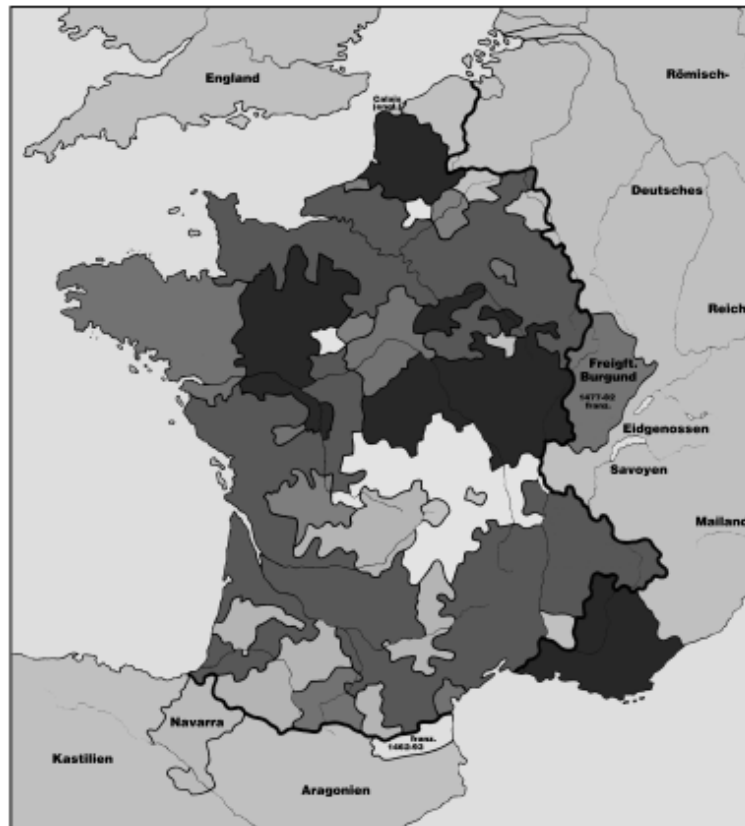 England
Römisch-
Calais
(engl.)
Deutsches
Reich
Freigft.
Burgund
1477-92
franz.
Eidgenossen
Savoyen
Mailand
Navarra
franz.
1462-93
Kastilien
Aragonien